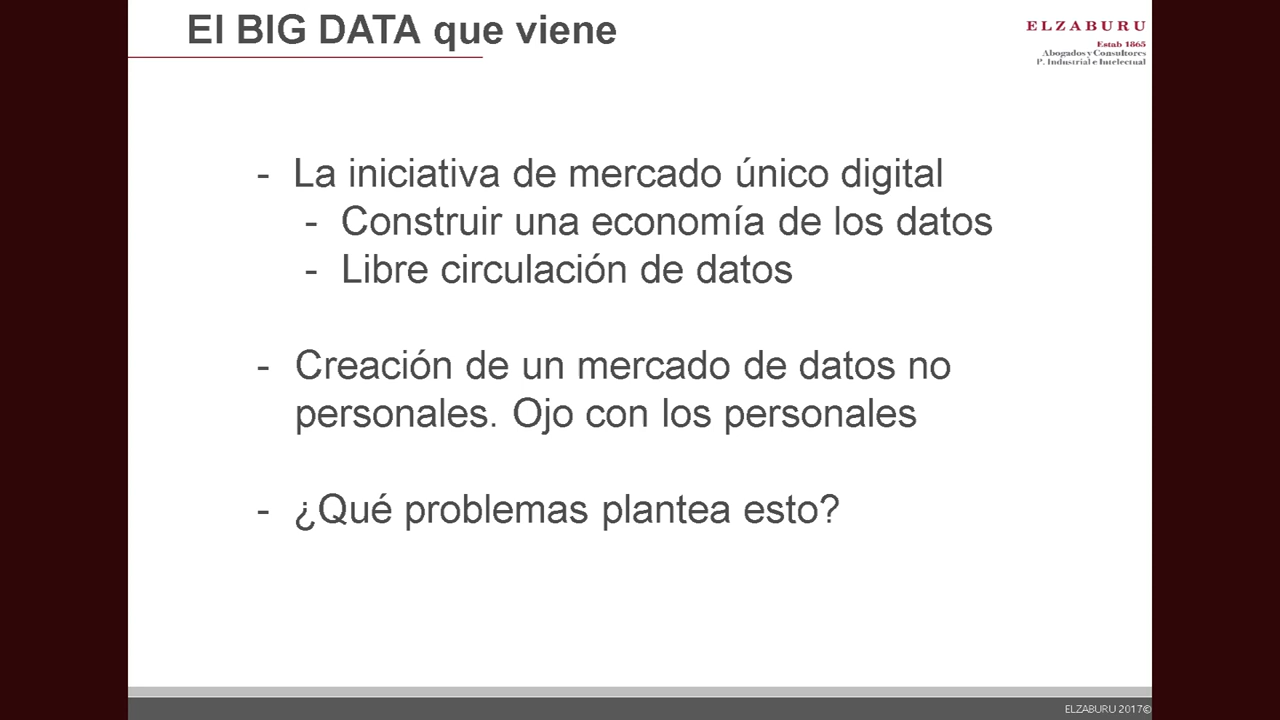 El BIG DATA que viene
ELZABURU
Estab 1865
Abogados y Consultores
P. Industrial e Intelectual
- La iniciativa de mercado único digital
- Construir una economía de los datos
- Libre circulación de datos
- Creación de un mercado de datos no
personales. Ojo con los personales
- ¿Qué problemas plantea esto?
ELZABURU 2017©